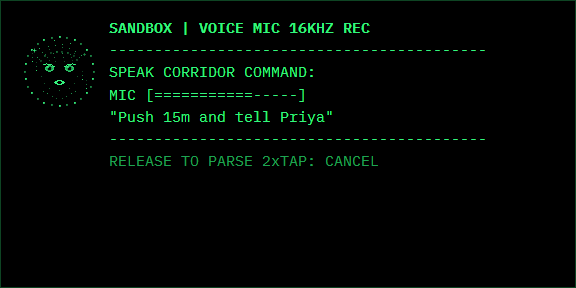 SANDBOX | VOICE MIC 16KHZ REC
------------------------------------------
SPEAK CORRIDOR COMMAND:
MIC [===========-----]
"Push 15m and tell Priya"
------------------------------------------
RELEASE TO PARSE 2xTAP: CANCEL